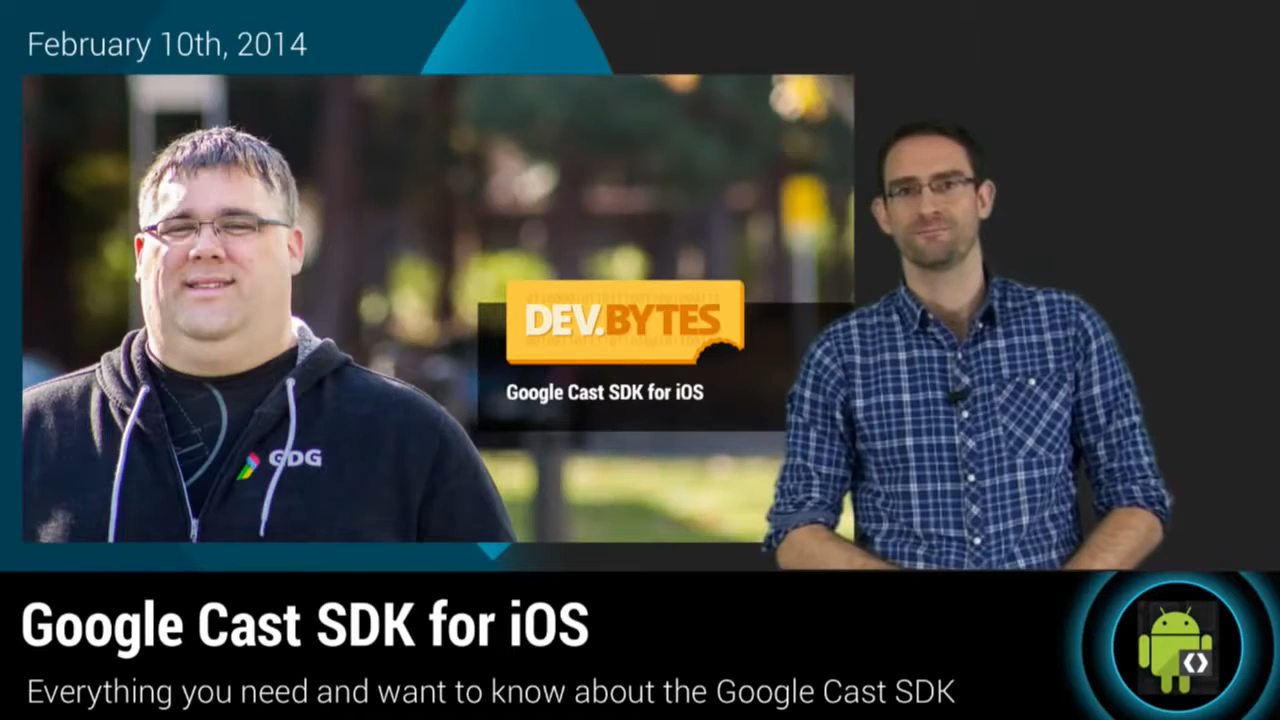 February 10th, 2014
GDG
DEV.BYTES
Google Cast SDK for iOS
Google Cast SDK for iOS
Everything you need and want to know about the Google Cast SDK